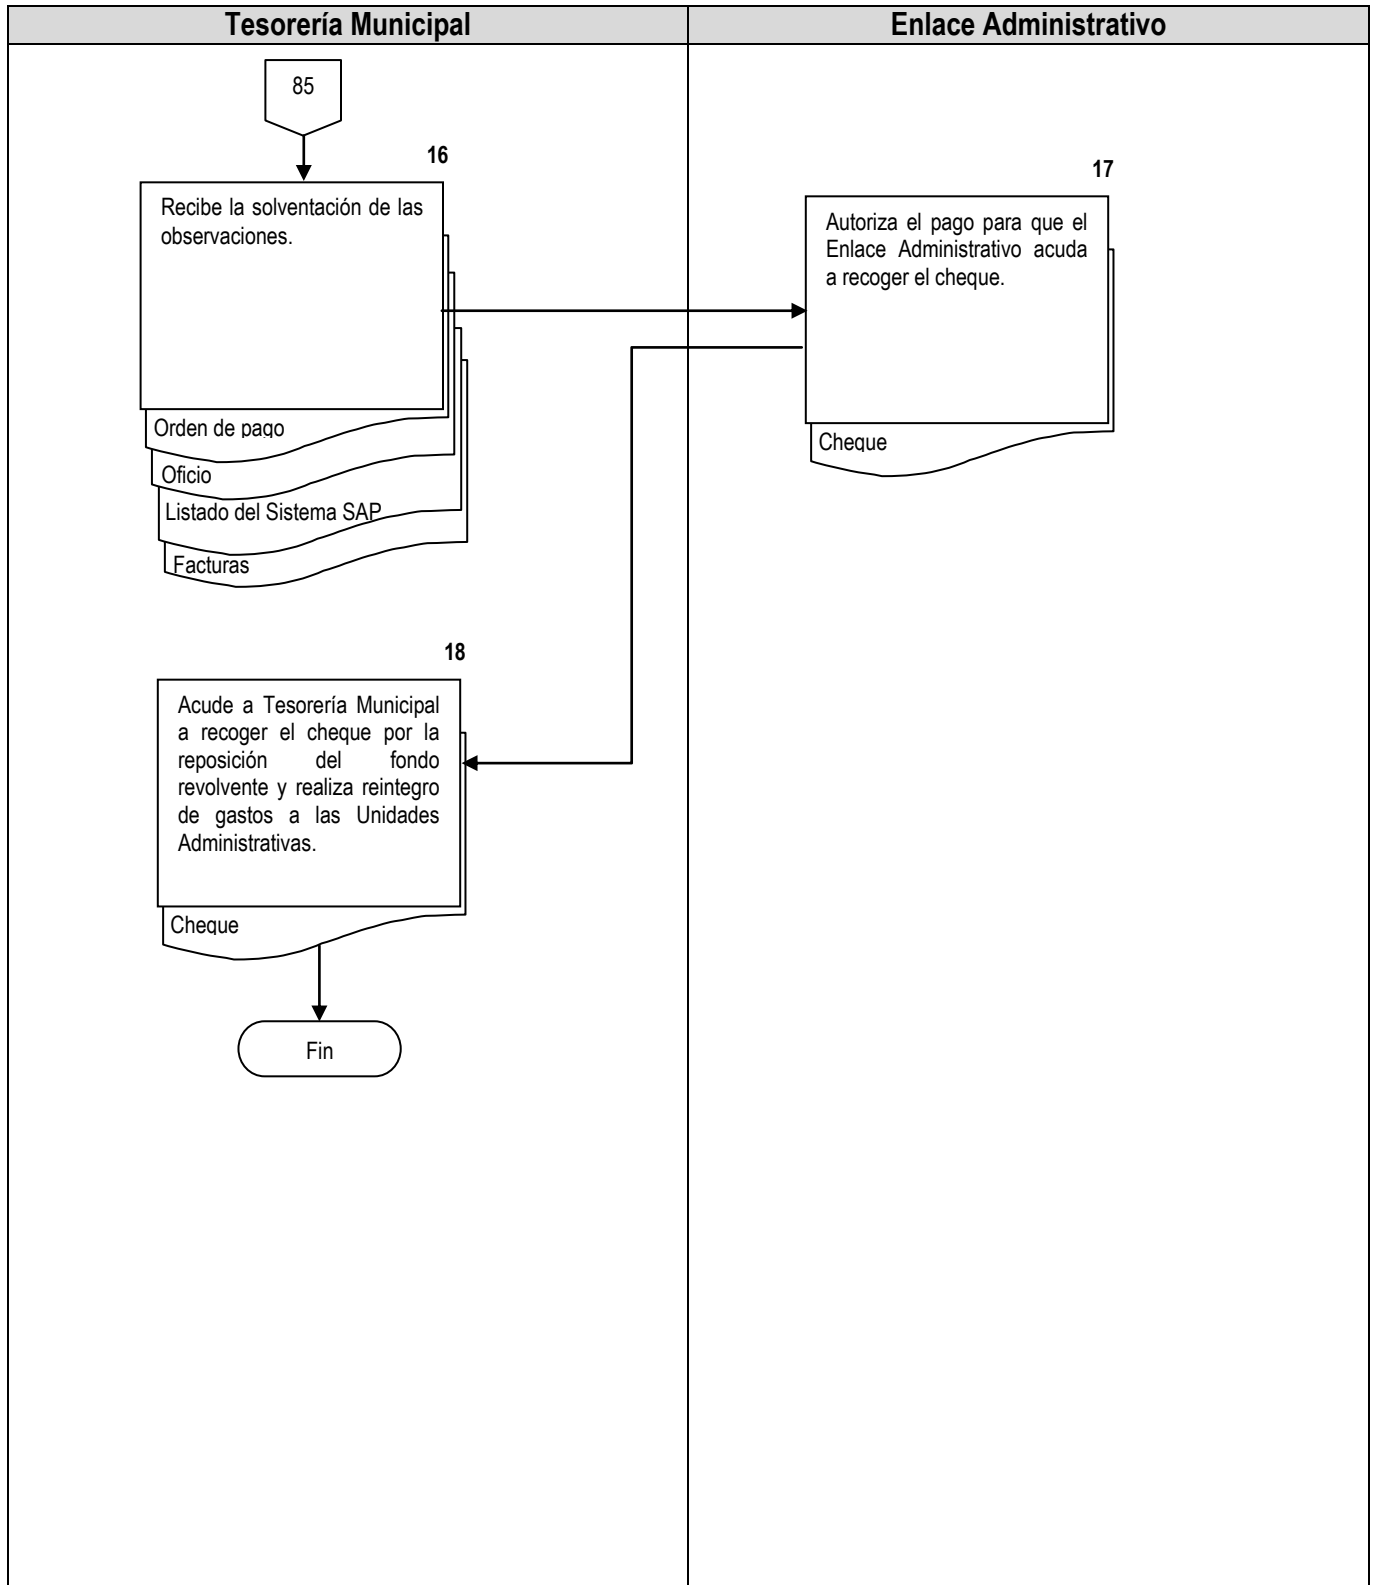 Tesorería Municipal
Enlace Administrativo
85
16
Recibe la solventación de las
observaciones.
Orden de pago
Oficio
Listado del Sistema SAP
Facturas
17
Autoriza el pago para que el
Enlace Administrativo acuda
a recoger el cheque.
Cheque
18
Acude a Tesorería Municipal
a recoger el cheque por la
reposición del fondo
revolvente y realiza reintegro
de gastos a las Unidades
Administrativas.
Cheque
Fin